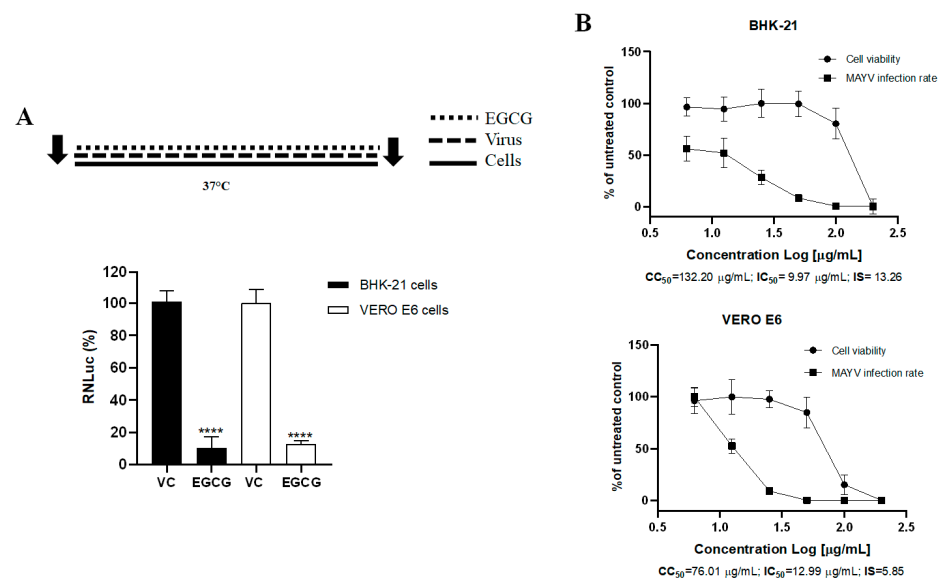 A
EGCG
Virus
Cells
37°C
120
100
80
60
40
20
0
RNLuc (%)
BHK-21 cells
VERO E6 cells
****
****
VC
EGCG
VC
EGCG
B
BHK-21
150
100
50
0
% of untreated control
Cell viability
MAYV infection rate
0.5
1.0
1.5
2.0
2.5
Concentration Log [µg/mL]
CC50=132.20 µg/mL; IC50= 9.97 µg/mL; IS= 13.26
VERO E6
150
100
50
0
%of untreated control
Cell viability
MAYV infection rate
0.5
1.0
1.5
2.0
2.5
Concentration Log [µg/mL]
CC50=76.01 µg/mL; IC50=12.99 µg/mL; IS=5.85